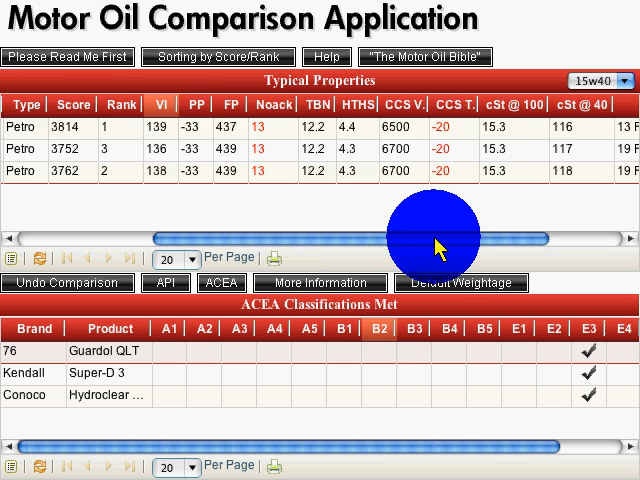 Motor Oil Comparison Application
Please Read Me First Sorting by Score/Rank Help "The Motor Oil Bible"
Typical Properties 15w40
Type Score Rank VI PP FP Noack TBN HTHS CCS V. CCS T. cSt @ 100 cSt @ 40
Petro 3814 1 139 -33 437 13 12.2 4.4 6500 -20 15.3 116 13 F
Petro 3752 3 136 -33 439 13 12.2 4.3 6700 -20 15.3 117 19 F
Petro 3762 2 138 -33 439 13 12.2 4.3 6700 -20 15.3 118 19 F
20 Per Page
Undo Comparison API ACEA More Information Default Weightage
ACEA Classifications Met
Brand Product A1 A2 A3 A4 A5 B1 B2 B3 B4 B5 E1 E2 E3 E4
76 Guardol QLT
Kendall Super-D 3
Conoco Hydroclear ...
20 Per Page